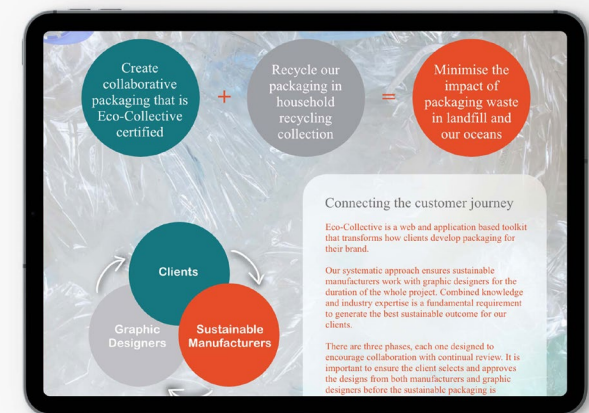 Create
collaborative
packaging that is
Eco-Collective
certified
+
Recycle our
packaging in
household
recycling
collection
=
Minimise the
impact of
packaging waste
in landfill and
our oceans
Connecting the customer journey
Eco-Collective is a web and application based toolkit
that transforms how clients develop packaging for
their brand.
Our systematic approach ensures sustainable
manufacturers work with graphic designers for the
duration of the whole project. Combined knowledge
and industry expertise is a fundamental requirement
to generate the best sustainable outcome for our
clients.
There are three phases, each one designed to
encourage collaboration with continual review. It is
important to ensure the client selects and approves
the designs from both manufacturers and graphic
designers before the sustainable packaging is
Clients
Graphic
Designers
Sustainable
Manufacturers